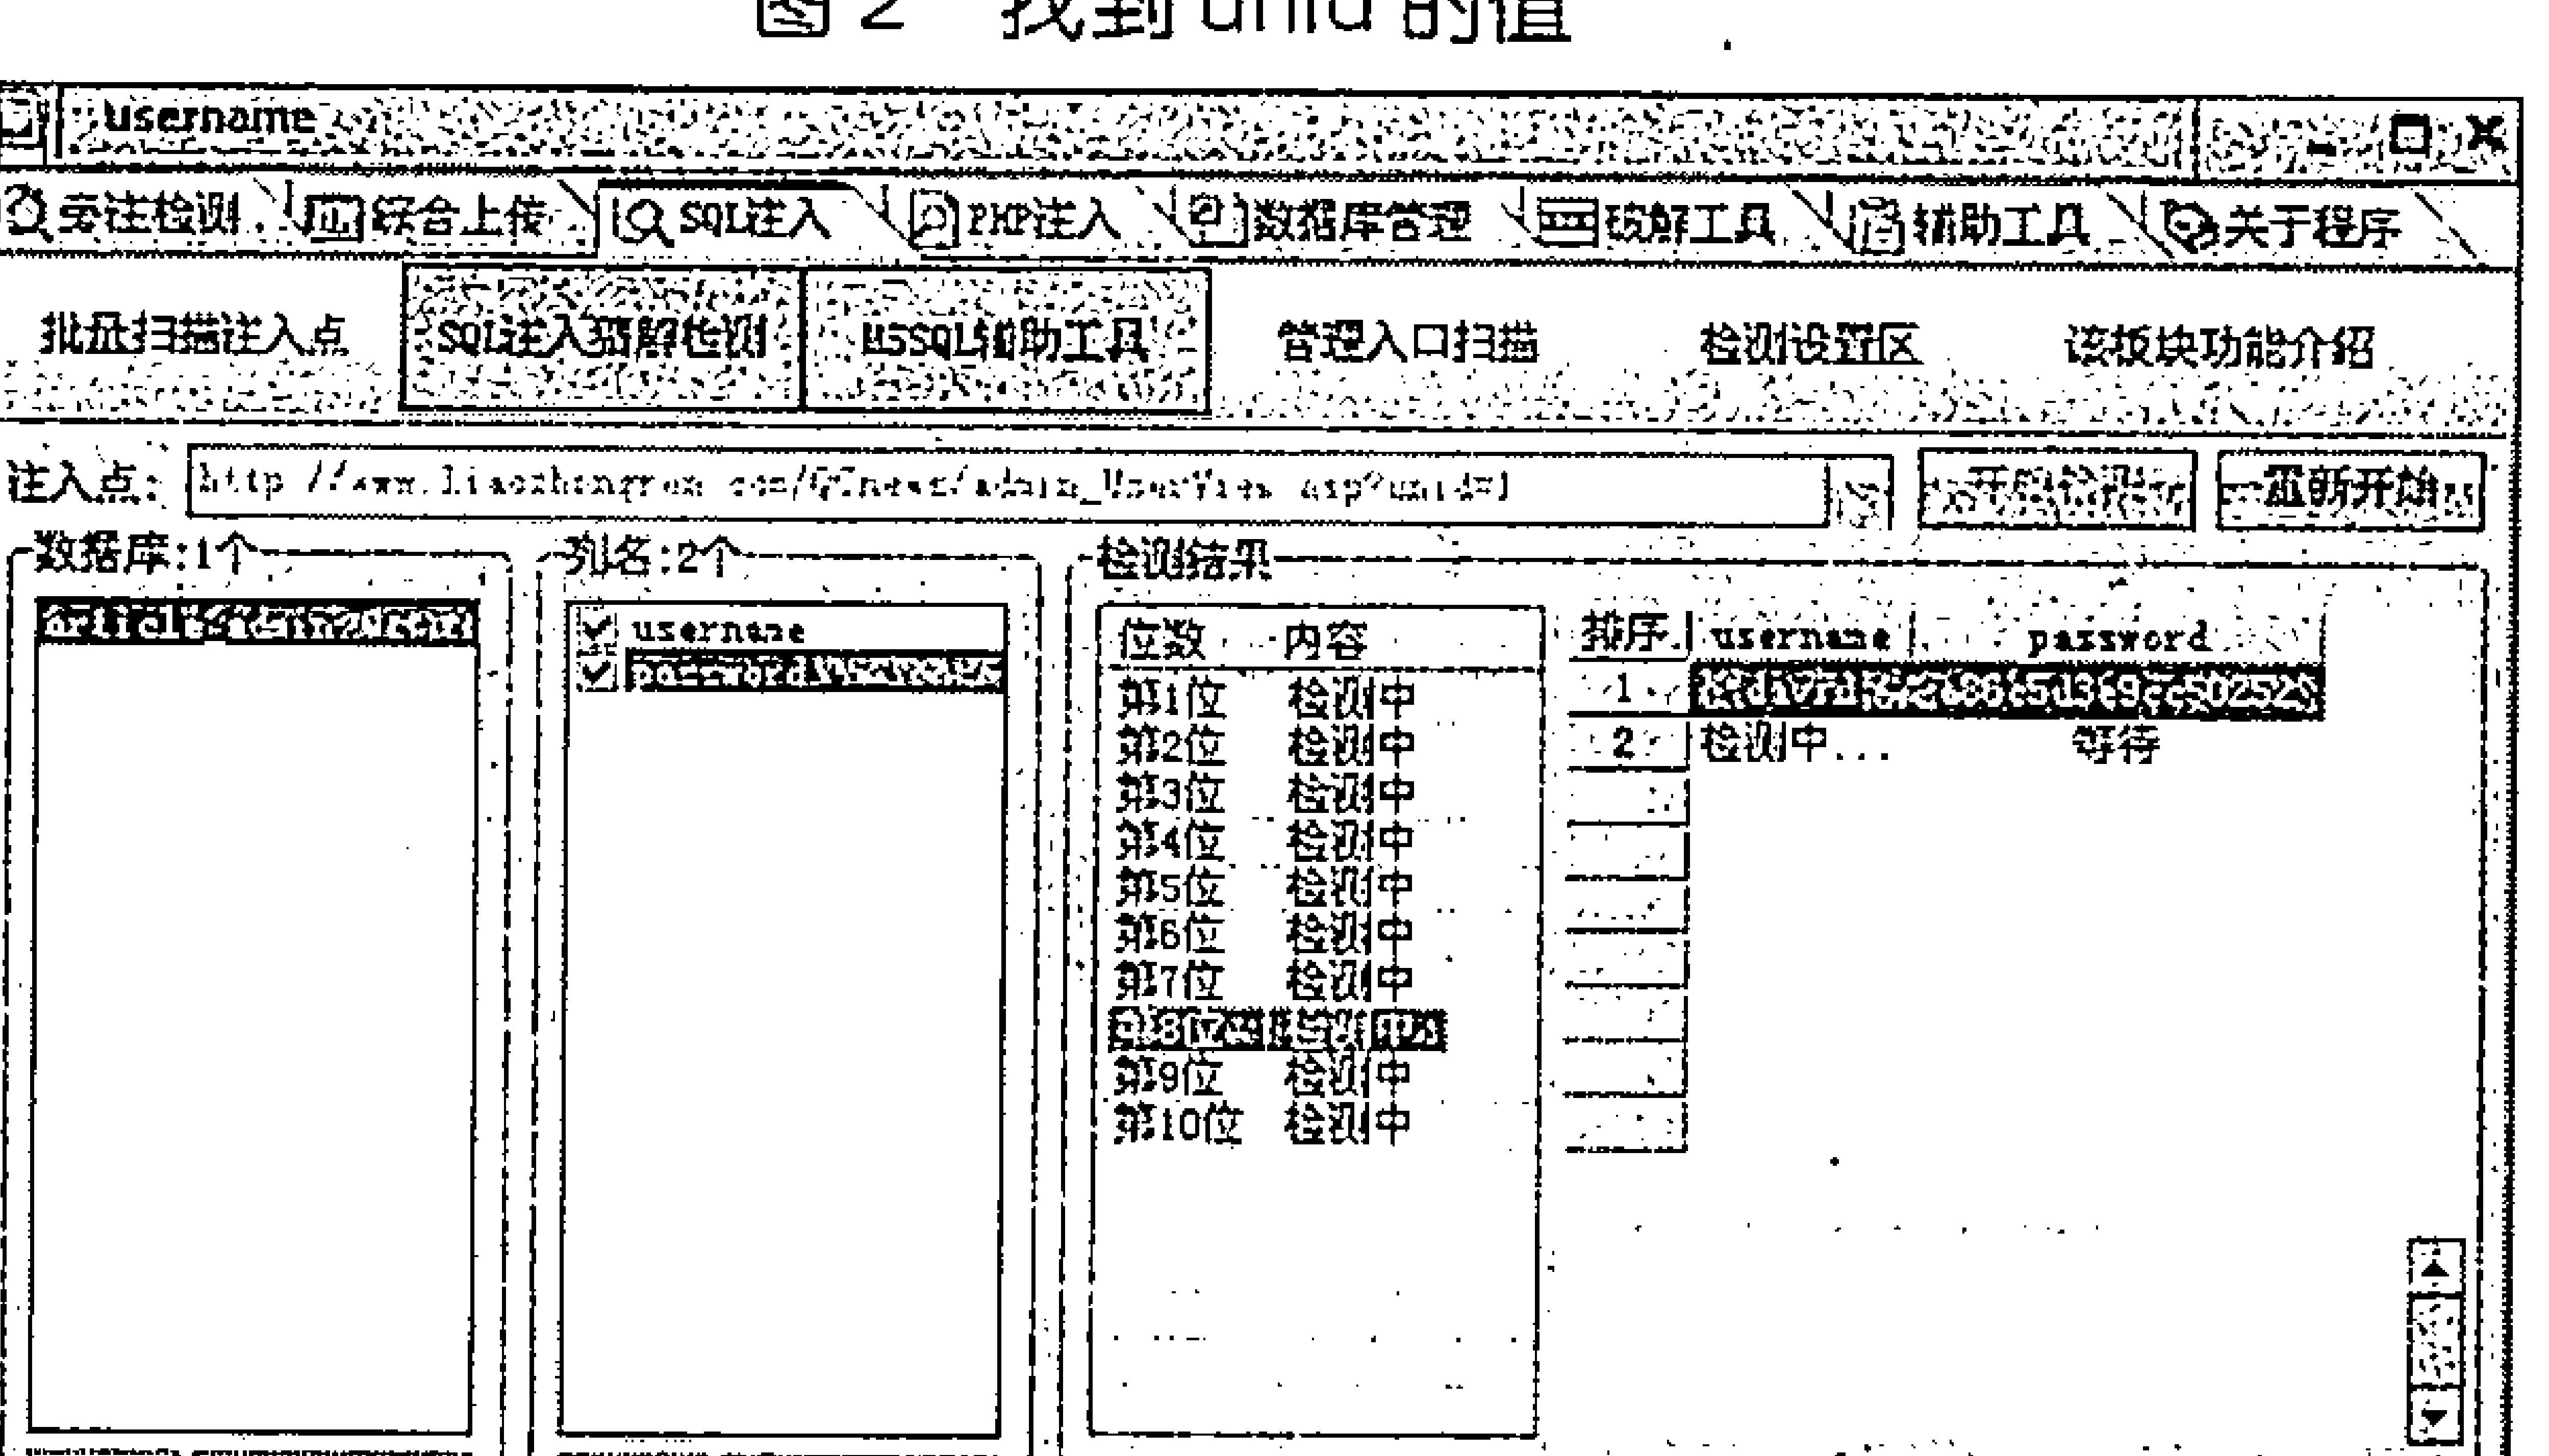 图 2 找到 unid 的值
username
旁注检测 综合上传 SQL注入 PHP注入 数据库管理 破解工具 辅助工具 关于程序
批量扫描注入点 SQL注入猜解检测 MSSQL辅助工具 管理入口扫描 检测设置区 该板块功能介绍
注入点: 重新开始
数据库:1个 列名:2个 检测结果
username
password
位数 内容
第1位 检测中
第2位 检测中
第3位 检测中
第4位 检测中
第5位 检测中
第6位 检测中
第7位 检测中
第8位 检测中
第9位 检测中
第10位 检测中
排序 username password
1
2 检测中... 等待